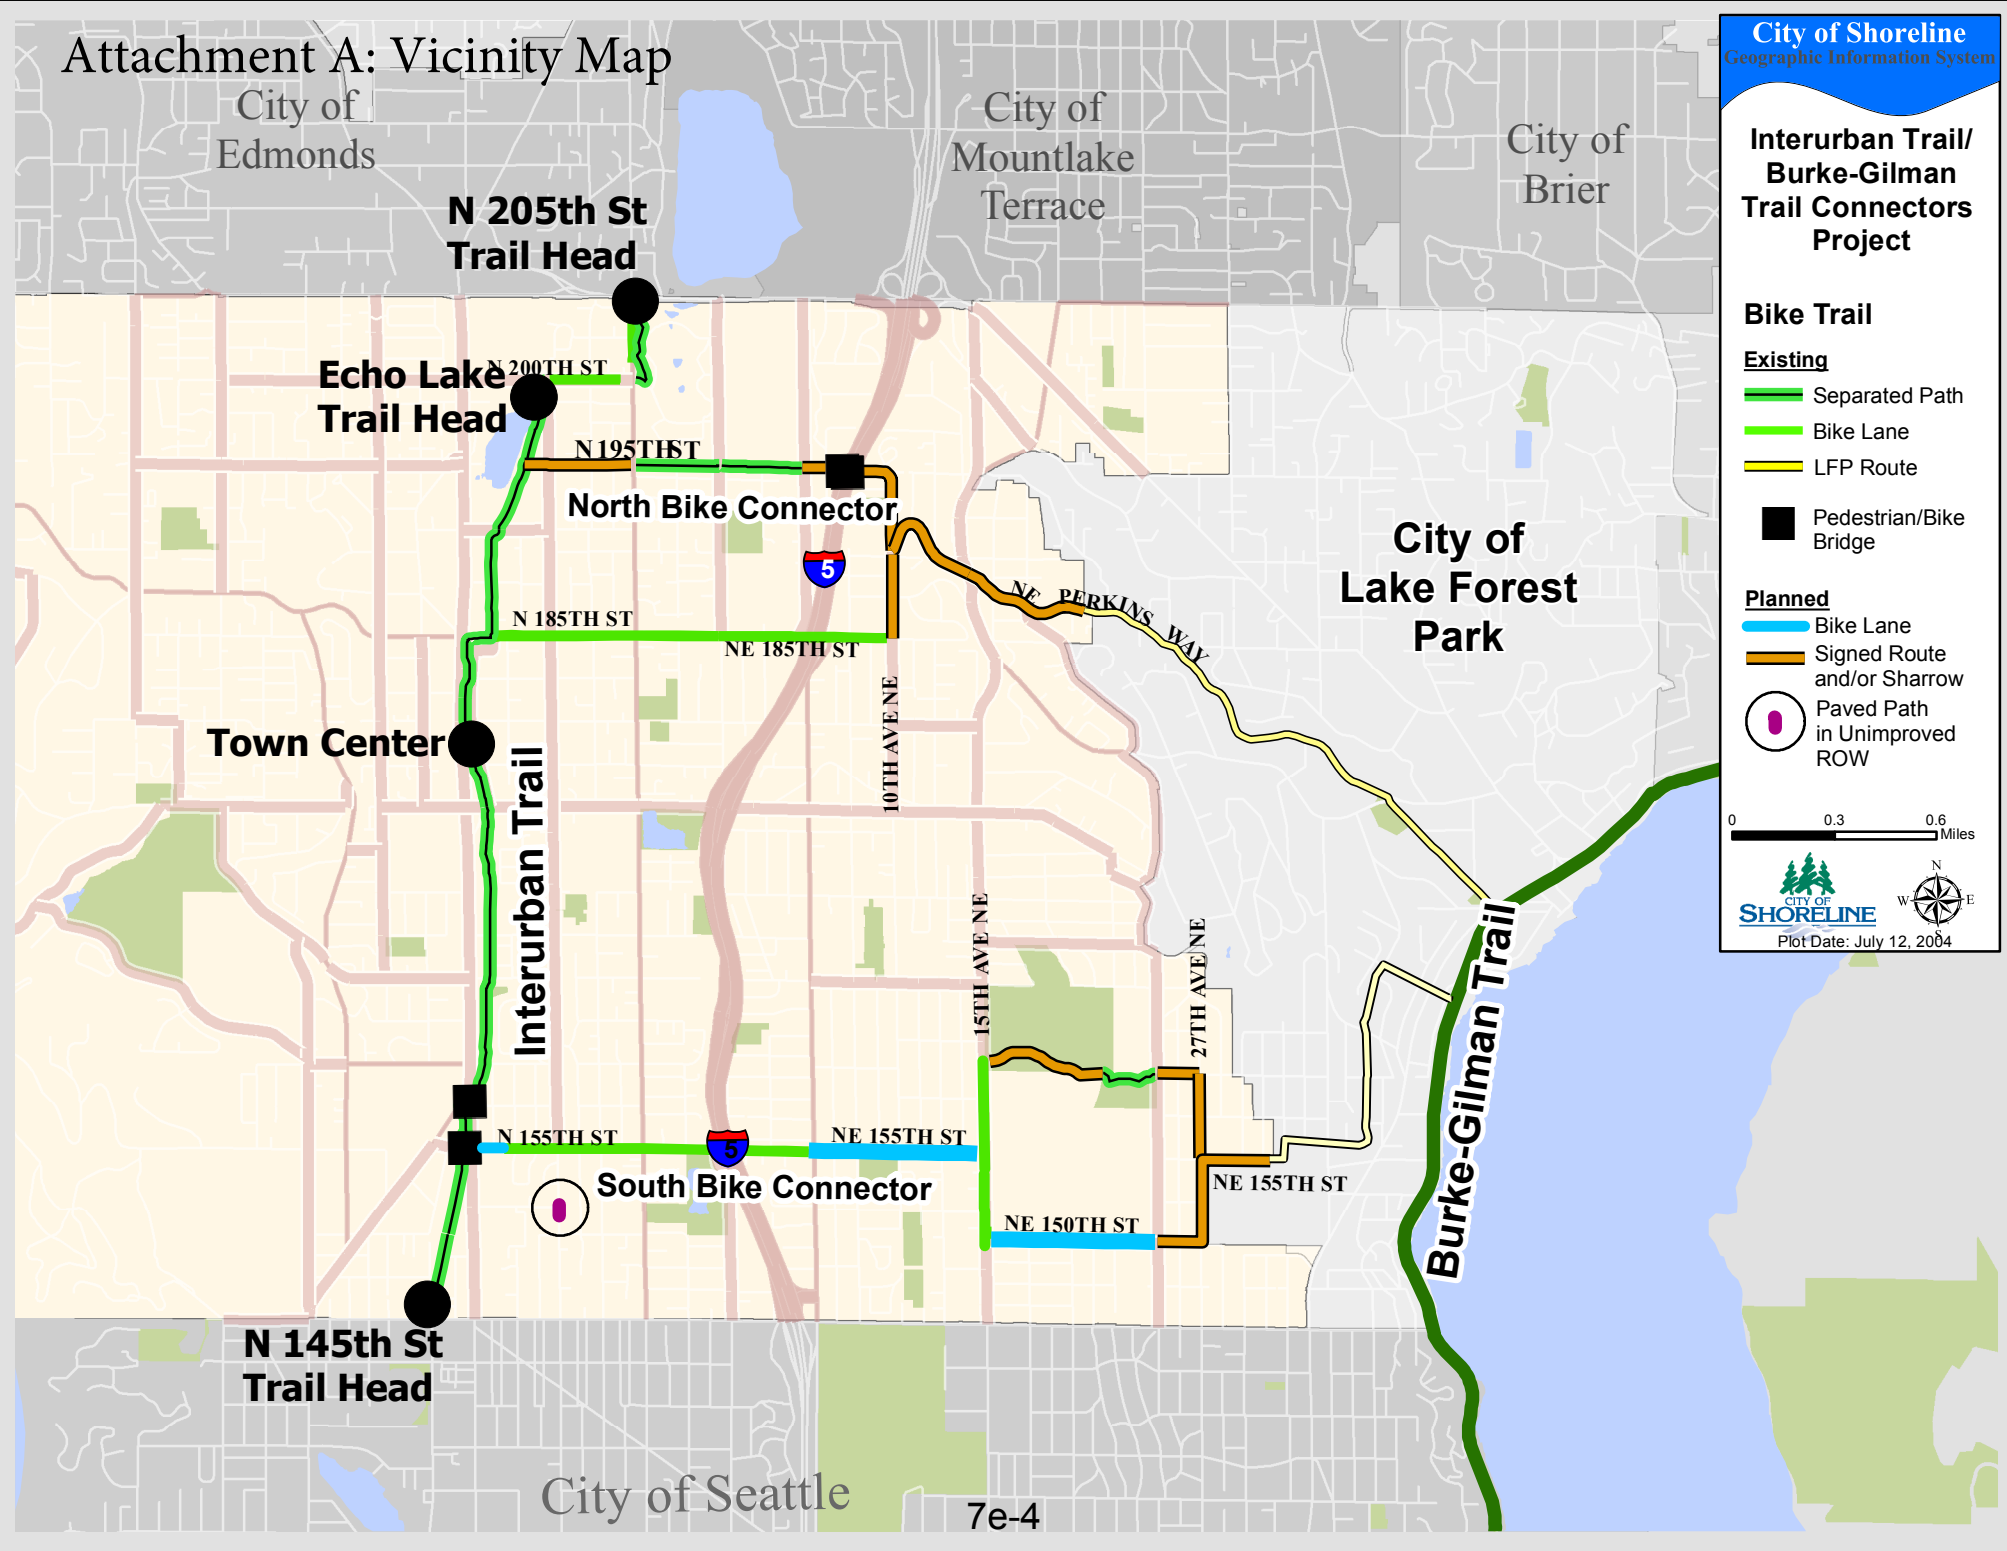 Attachment A: Vicinity Map
City of
Edmonds
City of
Mountlake
Terrace
City of
Brier
N 205th St
Trail Head
Echo Lake
Trail Head
N 200TH ST
N 195TH ST
ST
North Bike Connector
5
N 185TH ST
NE 185TH ST
NE PERKINS WAY
City of
Lake Forest
Park
10TH AVE NE
Town Center
Interurban Trail
15TH AVE NE
27TH AVE NE
Burke-Gilman Trail
N 155TH ST
5
NE 155TH ST
South Bike Connector
NE 155TH ST
NE 150TH ST
N 145th St
Trail Head
City of Seattle
7e-4
City of Shoreline
Geographic Information System
Interurban Trail/
Burke-Gilman
Trail Connectors
Project
Bike Trail
Existing
Separated Path
Bike Lane
LFP Route
Pedestrian/Bike
Bridge
Planned
Bike Lane
Signed Route
and/or Sharrow
Paved Path
in Unimproved
ROW
0 0.3 0.6
Miles
CITY OF
SHORELINE
N
W E
S
Plot Date: July 12, 2004